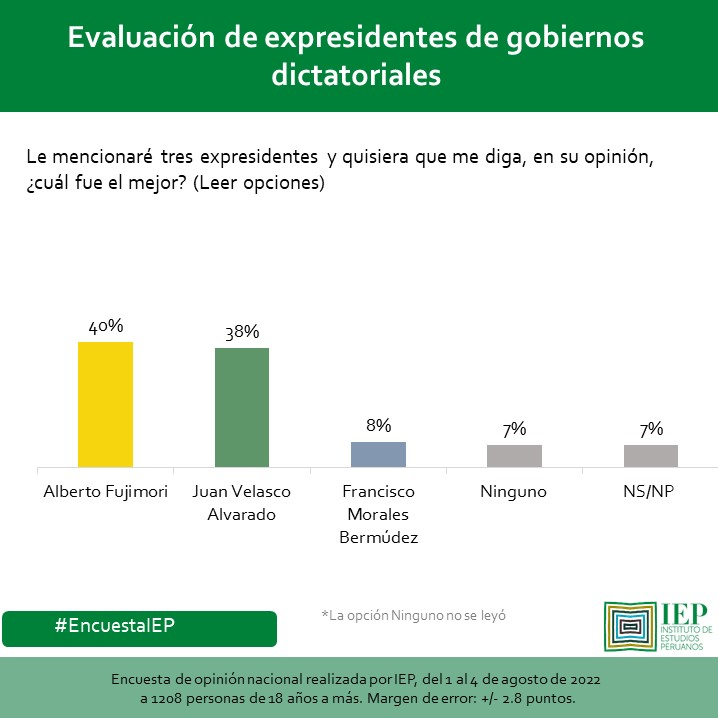 Evaluación de expresidentes de gobiernos
dictatoriales
Le mencionaré tres expresidentes y quisiera que me diga, en su opinión,
¿cuál fue el mejor? (Leer opciones)
40%
38%
8%
7%
7%
Alberto Fujimori
Juan Velasco
Alvarado
Francisco
Morales
Bermúdez
Ninguno
NS/NP
*La opción Ninguno no se leyó
#EncuestaIEP
IEP
INSTITUTO DE
ESTUDIOS
PERUANOS
Encuesta de opinión nacional realizada por IEP, del 1 al 4 de agosto de 2022
a 1208 personas de 18 años a más. Margen de error: +/- 2.8 puntos.